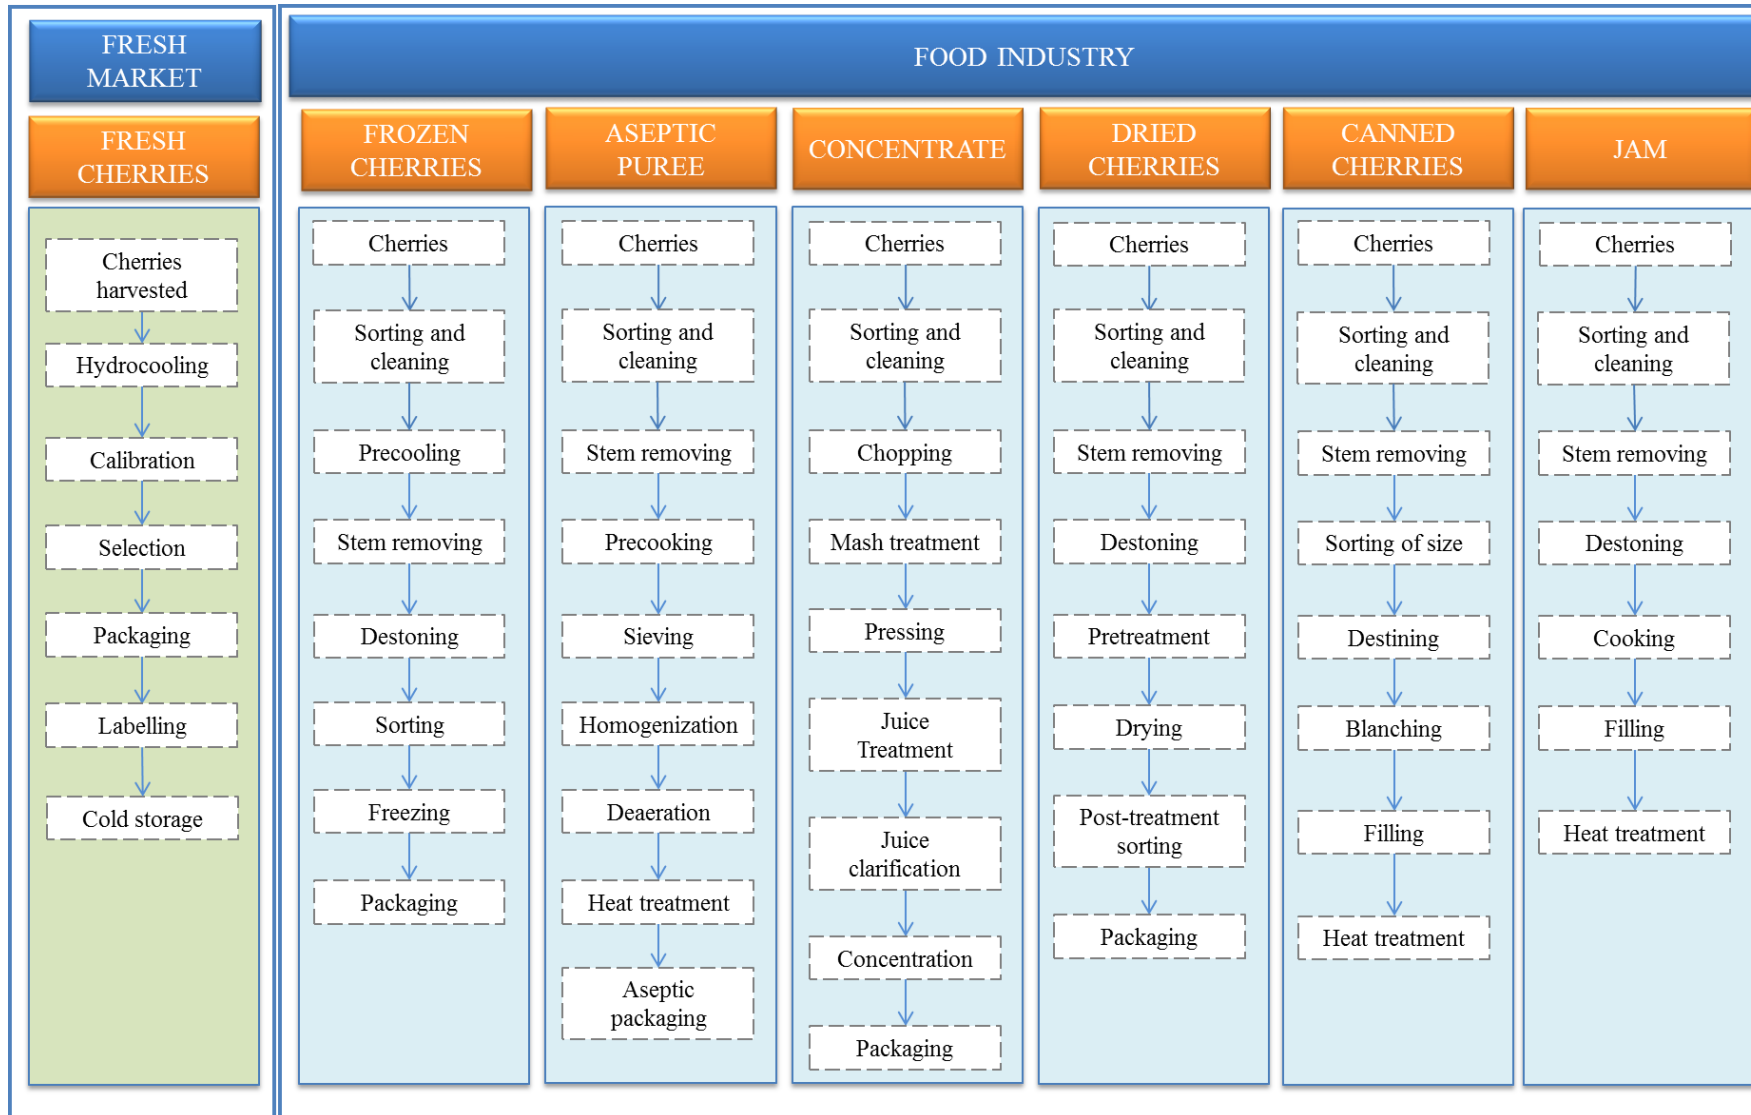 FRESH
MARKET
FRESH
CHERRIES
Cherries
harvested
Hydrocooling
Calibration
Selection
Packaging
Labelling
Cold storage
FOOD INDUSTRY
FROZEN
CHERRIES
Cherries
Sorting and
cleaning
Precooling
Stem removing
Destoning
Sorting
Freezing
Packaging
ASEPTIC
PUREE
Cherries
Sorting and
cleaning
Stem removing
Precooking
Sieving
Homogenization
Deaeration
Heat treatment
Aseptic
packaging
CONCENTRATE
Cherries
Sorting and
cleaning
Chopping
Mash treatment
Pressing
Juice
Treatment
Juice
clarification
Concentration
Packaging
DRIED
CHERRIES
Cherries
Sorting and
cleaning
Stem removing
Destoning
Pretreatment
Drying
Post-treatment
sorting
Packaging
CANNED
CHERRIES
Cherries
Sorting and
cleaning
Stem removing
Sorting of size
Destining
Blanching
Filling
Heat treatment
JAM
Cherries
Sorting and
cleaning
Stem removing
Destoning
Cooking
Filling
Heat treatment